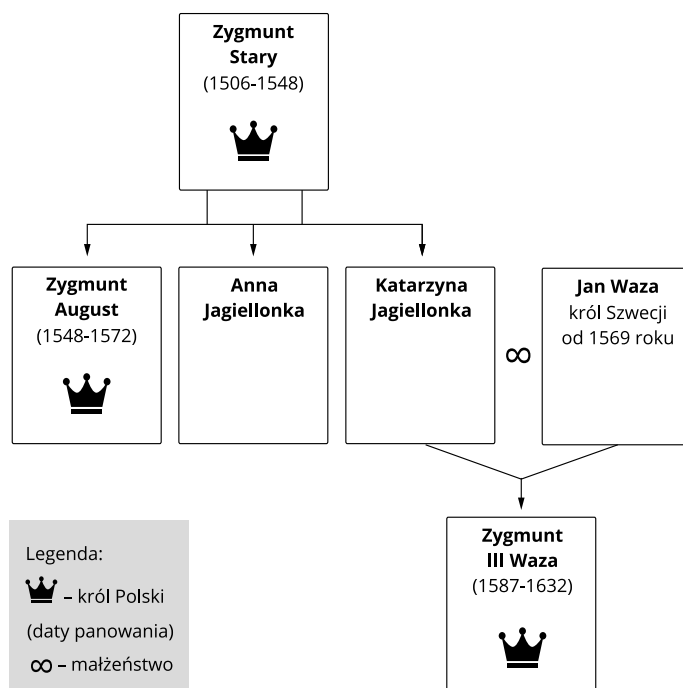 Zygmunt
Stary
(1506-1548)
Zygmunt
August
(1548-1572)
Anna
Jagiellonka
Katarzyna
Jagiellonka
∞
Jan Waza
król Szwecji
od 1569 roku
Zygmunt
III Waza
(1587-1632)
Legenda:
– król Polski
(daty panowania)
∞ – małżeństwo